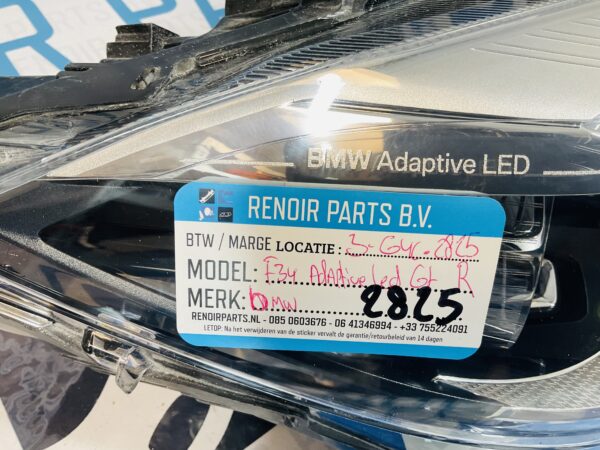 BMW Adaptive LED
RENOIR PARTS B.V.
BTW / MARGE LOCATIE: 3-G4c-2825
MODEL: F34 Adaptive led Gt R
MERK: bmw 2825
RENOIRPARTS.NL - 085 0603676 - 06 41346994 - +33 755224091
LETOP: Na het verwijderen van de sticker vervalt de garantie/retourbeleid van 14 dagen